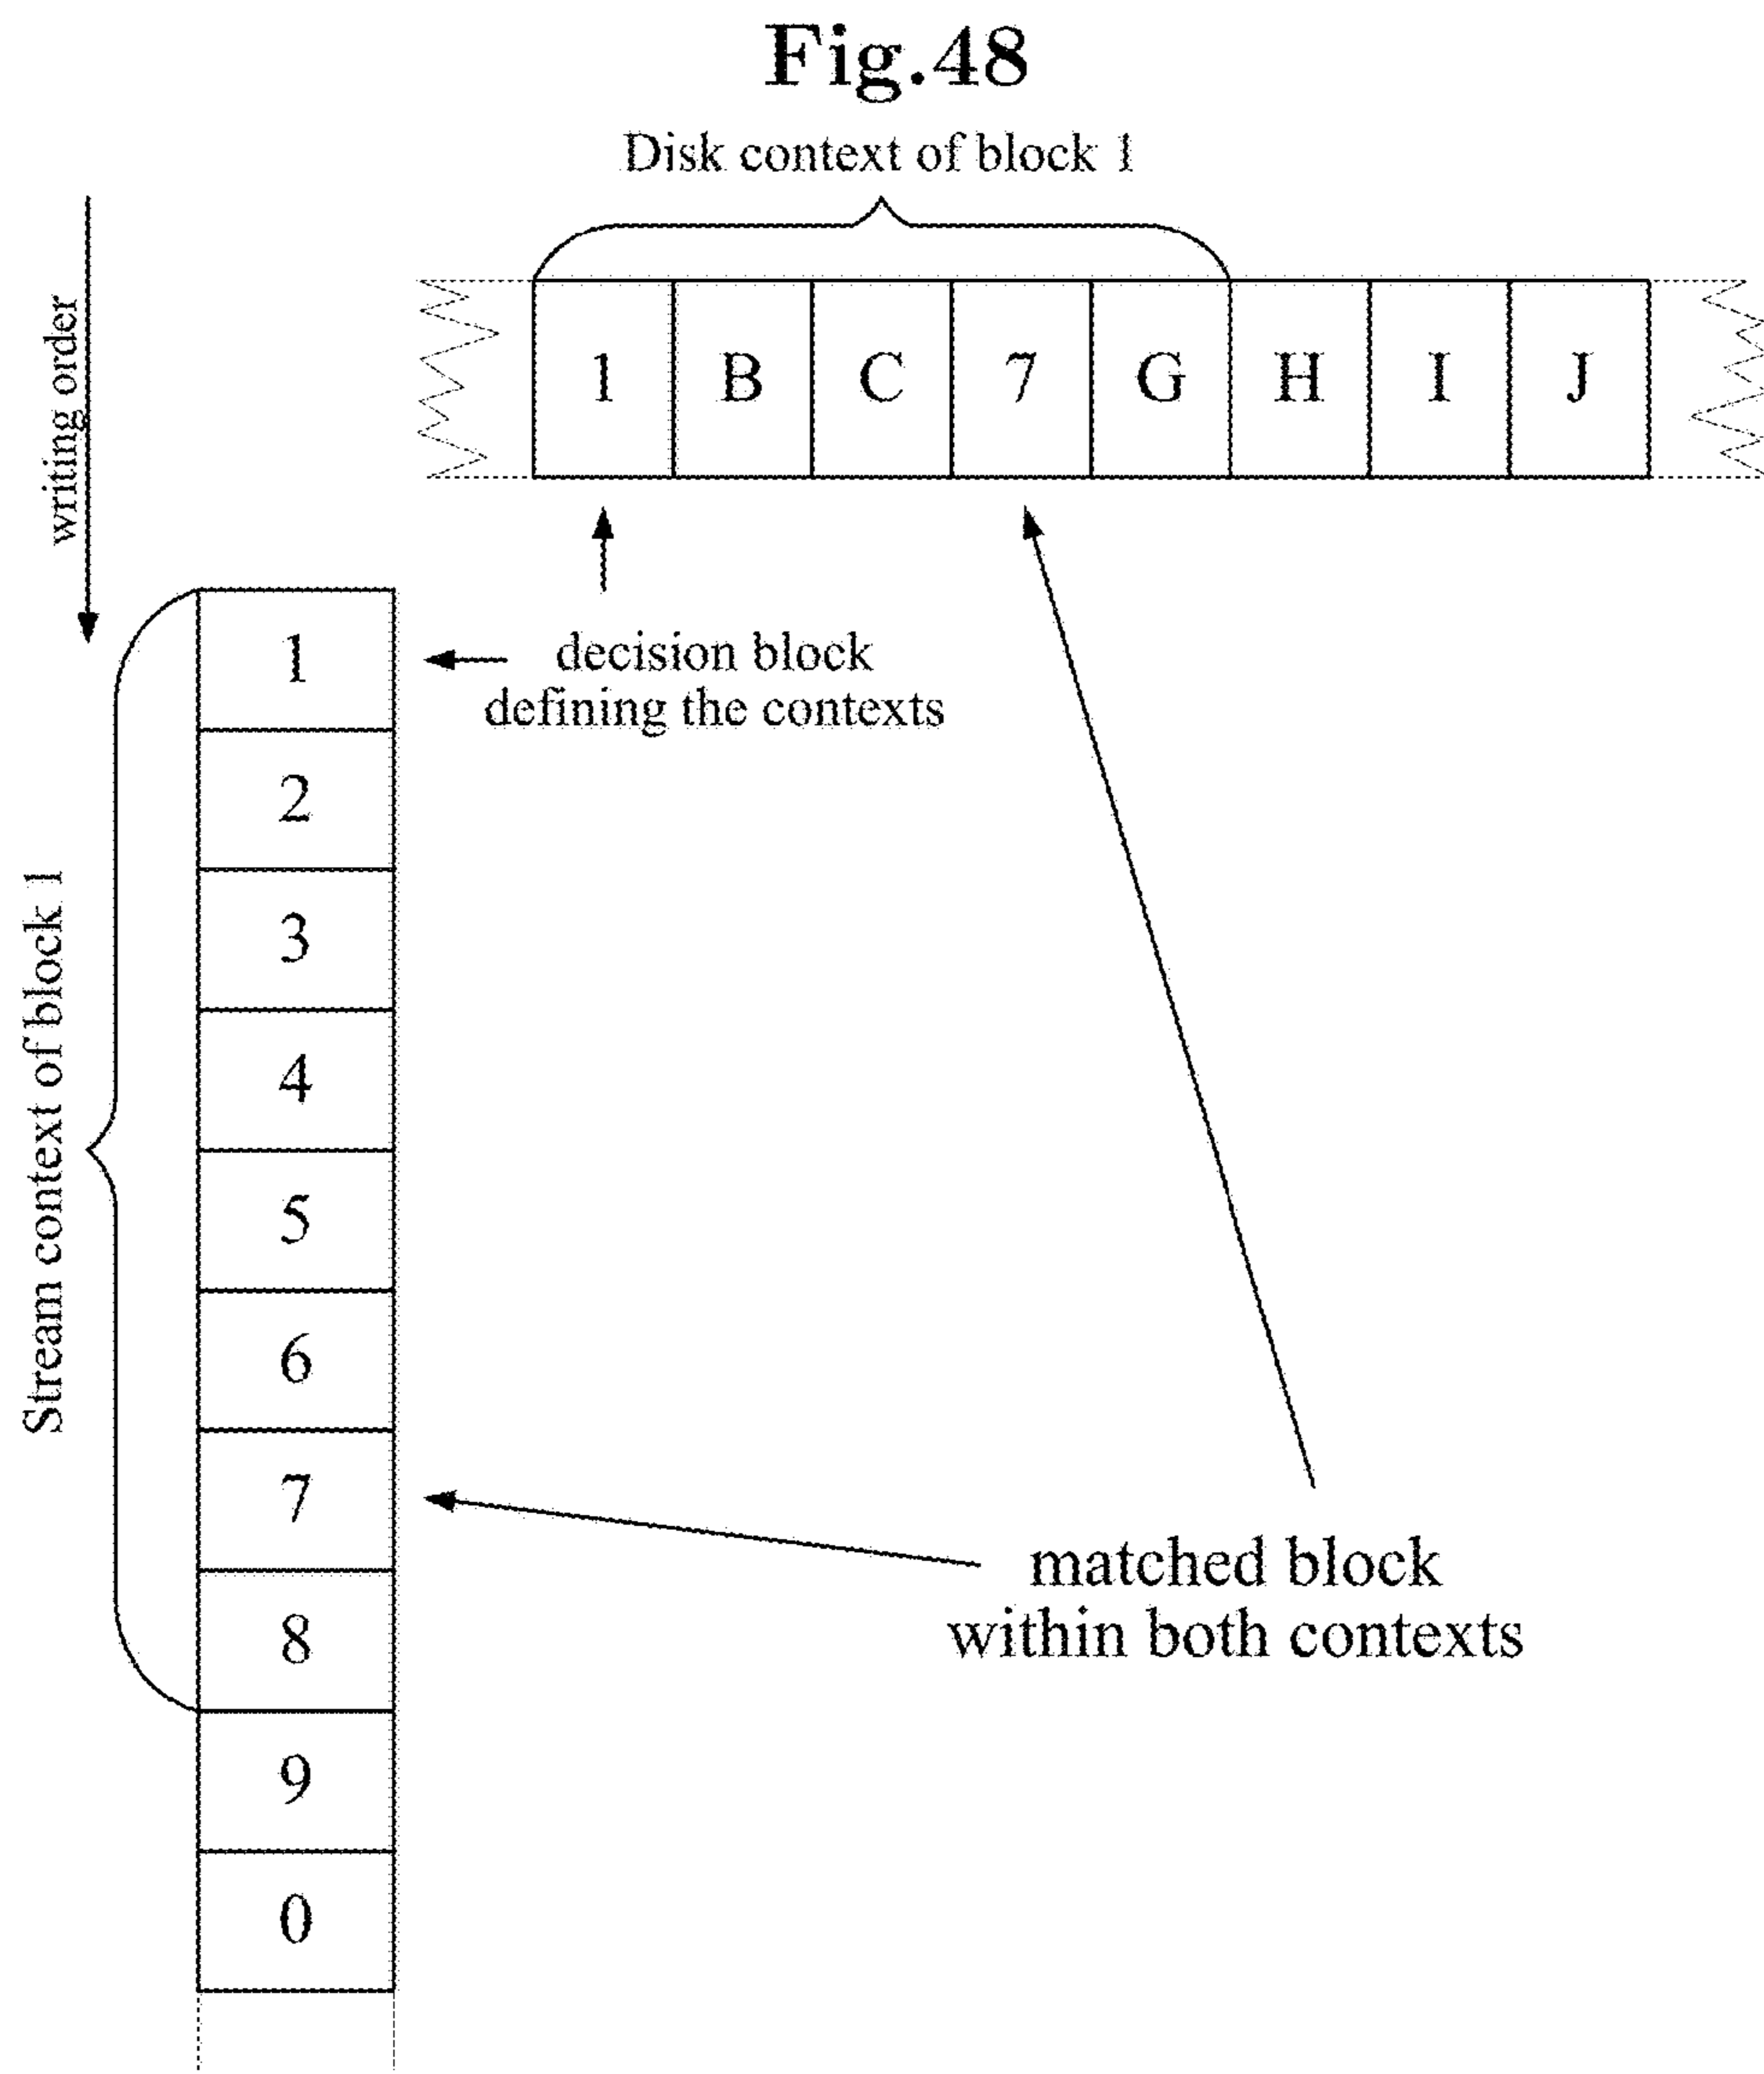 Fig.48
Disk context of block 1
writing order
1 B C 7 G H I J
1
decision block
defining the contexts
2
3
4
5
Stream context of block 1
6
7
matched block
within both contexts
8
9
0